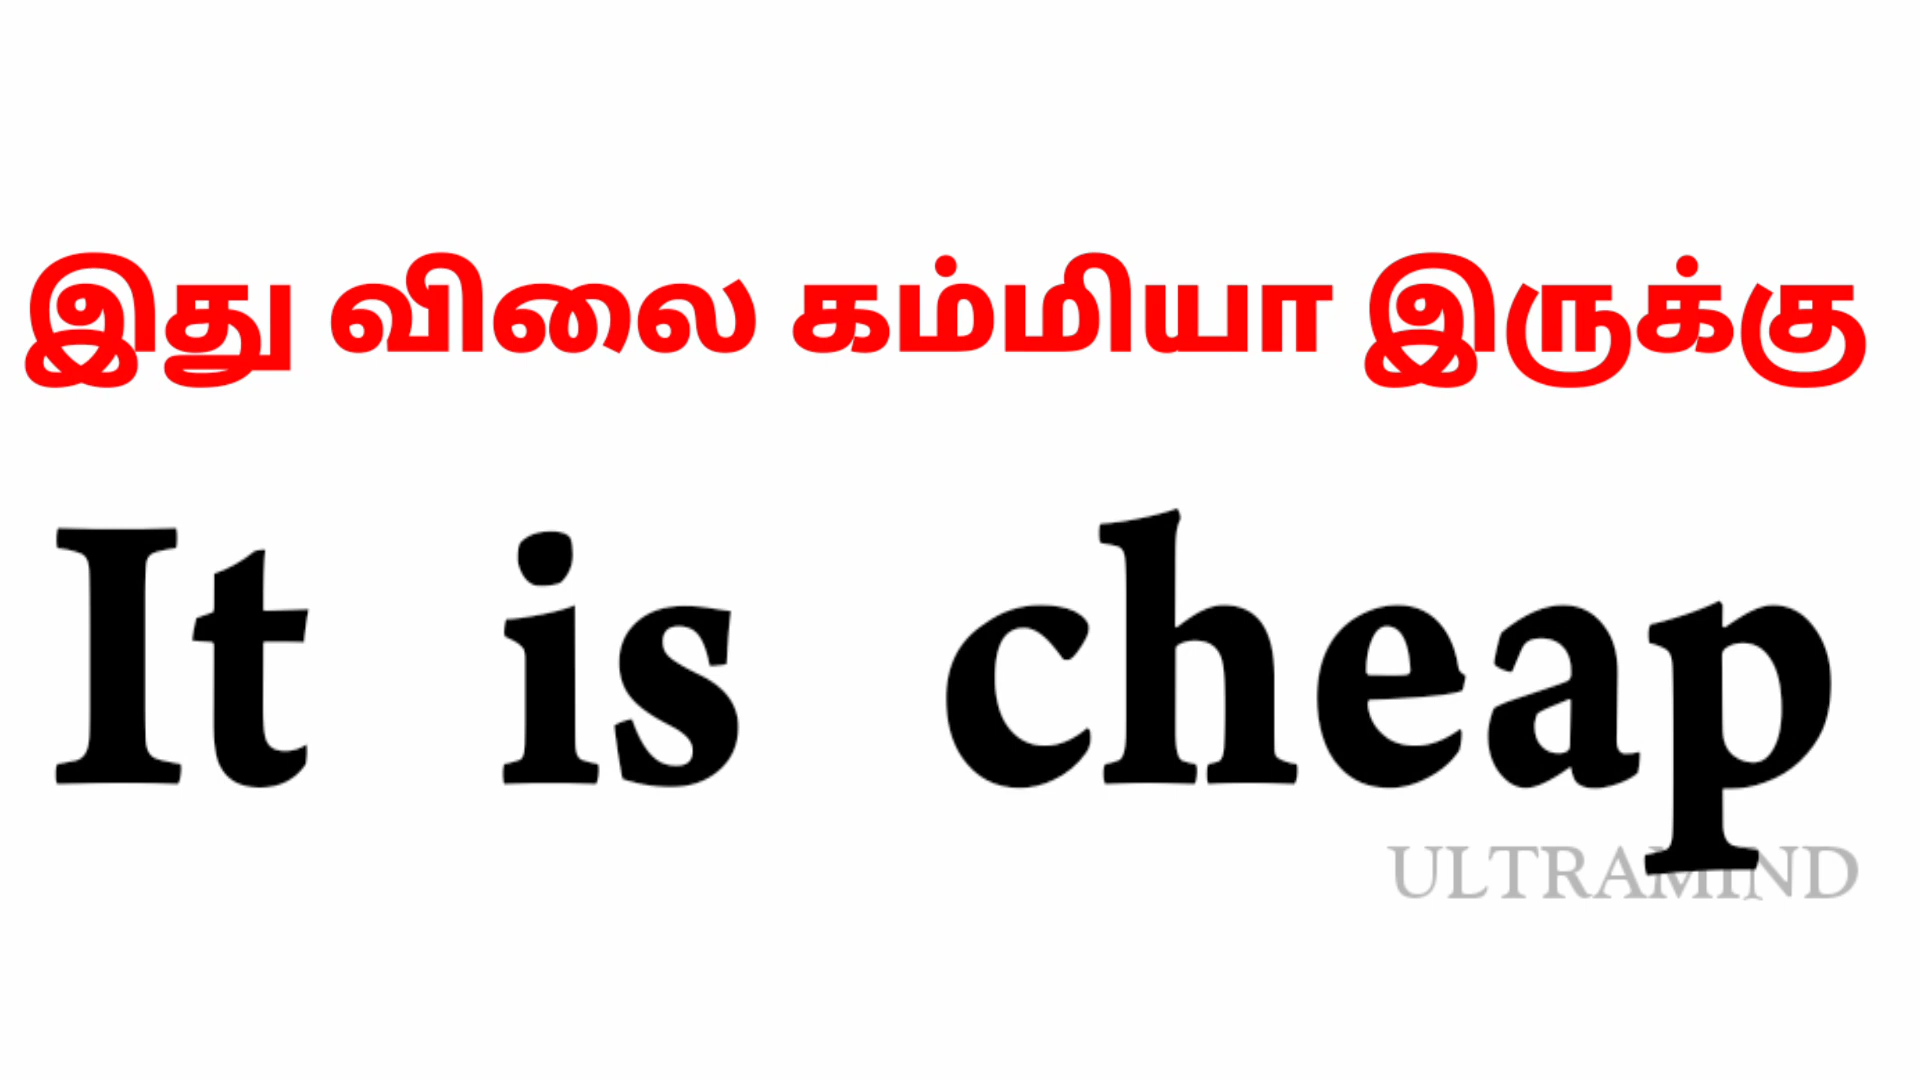 இது விலை கம்மியா இருக்கு
It is cheap
ULTRAMIND